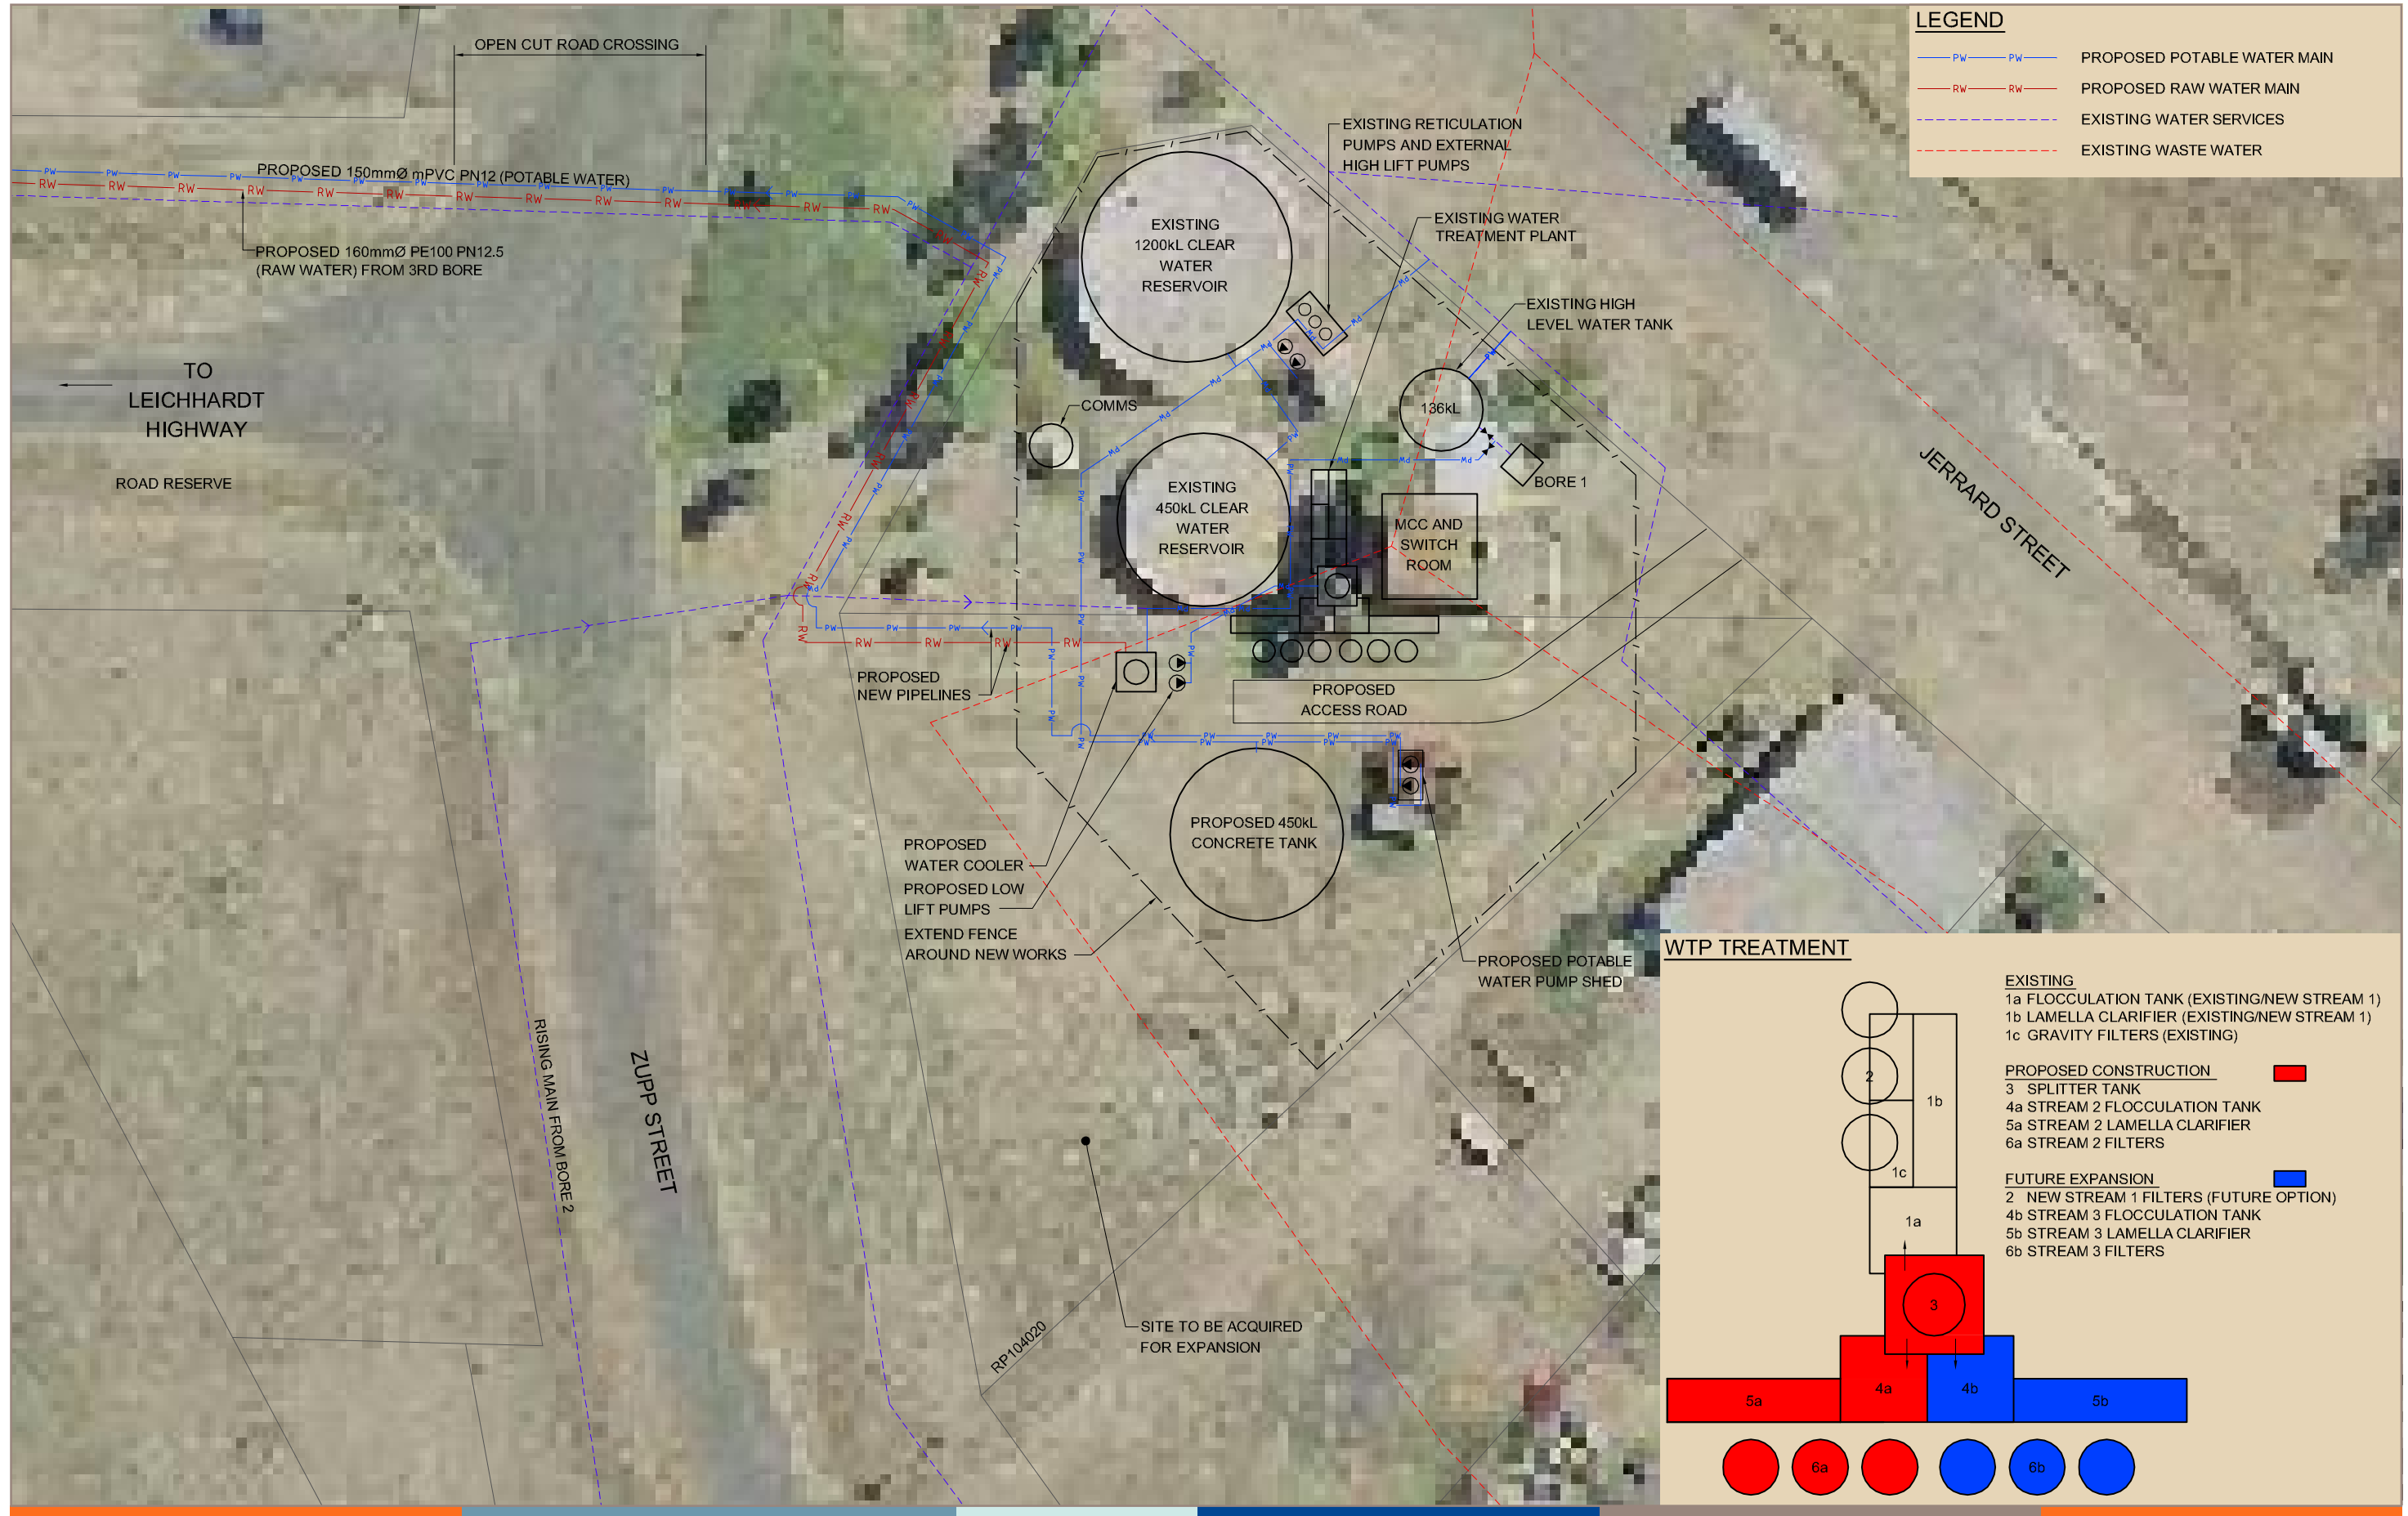 LEGEND
PW PW PROPOSED POTABLE WATER MAIN
RW RW PROPOSED RAW WATER MAIN
EXISTING WATER SERVICES
EXISTING WASTE WATER
OPEN CUT ROAD CROSSING
PROPOSED 150mmØ mPVC PN12 (POTABLE WATER)
PROPOSED 160mmØ PE100 PN12.5
(RAW WATER) FROM 3RD BORE
TO
LEICHHARDT
HIGHWAY
ROAD RESERVE
EXISTING RETICULATION
PUMPS AND EXTERNAL
HIGH LIFT PUMPS
EXISTING WATER
TREATMENT PLANT
EXISTING
1200kL CLEAR
WATER
RESERVOIR
EXISTING HIGH
LEVEL WATER TANK
136kL
COMMS
BORE 1
EXISTING
450kL CLEAR
WATER
RESERVOIR
MCC AND
SWITCH
ROOM
JERRARD STREET
PROPOSED
NEW PIPELINES
PROPOSED
ACCESS ROAD
PROPOSED
WATER COOLER
PROPOSED LOW
LIFT PUMPS
EXTEND FENCE
AROUND NEW WORKS
PROPOSED 450kL
CONCRETE TANK
PROPOSED POTABLE
WATER PUMP SHED
RISING MAIN FROM BORE 2
ZUPP STREET
RP104020
SITE TO BE ACQUIRED
FOR EXPANSION
WTP TREATMENT
EXISTING
1a FLOCCULATION TANK (EXISTING/NEW STREAM 1)
1b LAMELLA CLARIFIER (EXISTING/NEW STREAM 1)
1c GRAVITY FILTERS (EXISTING)
PROPOSED CONSTRUCTION
3 SPLITTER TANK
4a STREAM 2 FLOCCULATION TANK
5a STREAM 2 LAMELLA CLARIFIER
6a STREAM 2 FILTERS
FUTURE EXPANSION
2 NEW STREAM 1 FILTERS (FUTURE OPTION)
4b STREAM 3 FLOCCULATION TANK
5b STREAM 3 LAMELLA CLARIFIER
6b STREAM 3 FILTERS
2
1b
1c
1a
3
4a
4b
5a
5b
6a
6b